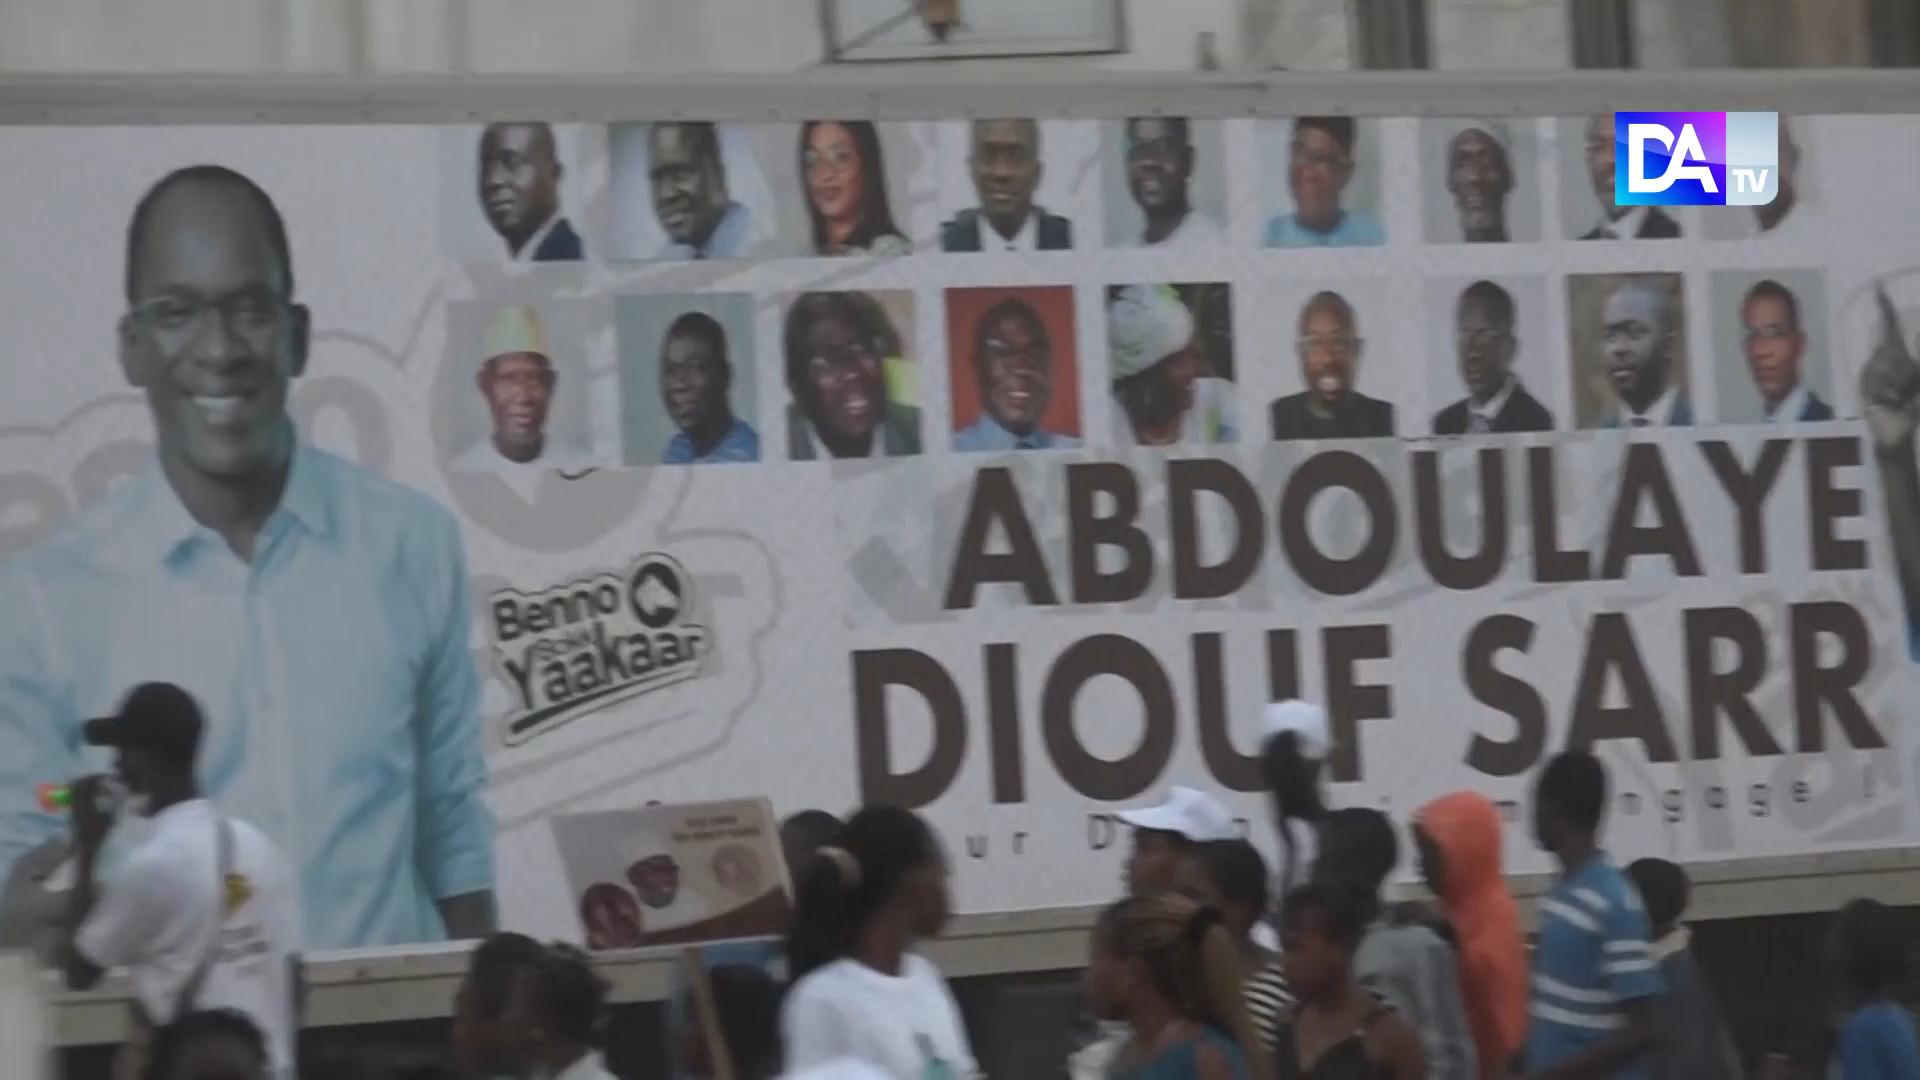 DA TV
ABDOULAYE
DIOUF SARR
Benno
Bokk
Yaakaar